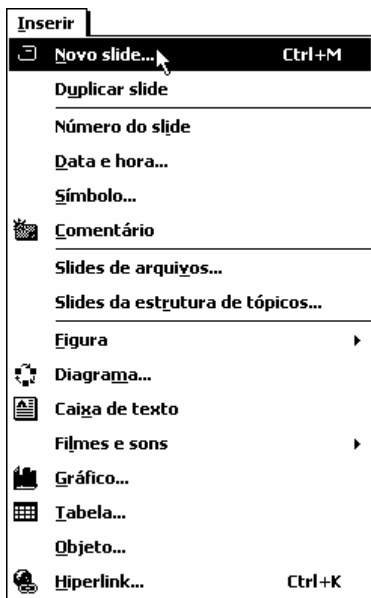 Inserir
Novo slide... Ctrl+M
Duplicar slide
Número do slide
Data e hora...
Símbolo...
Comentário
Slides de arquivos...
Slides da estrutura de tópicos...
Figura
Diagrama...
Caixa de texto
Filmes e sons
Gráfico...
Tabela...
Objeto...
Hiperlink... Ctrl+K